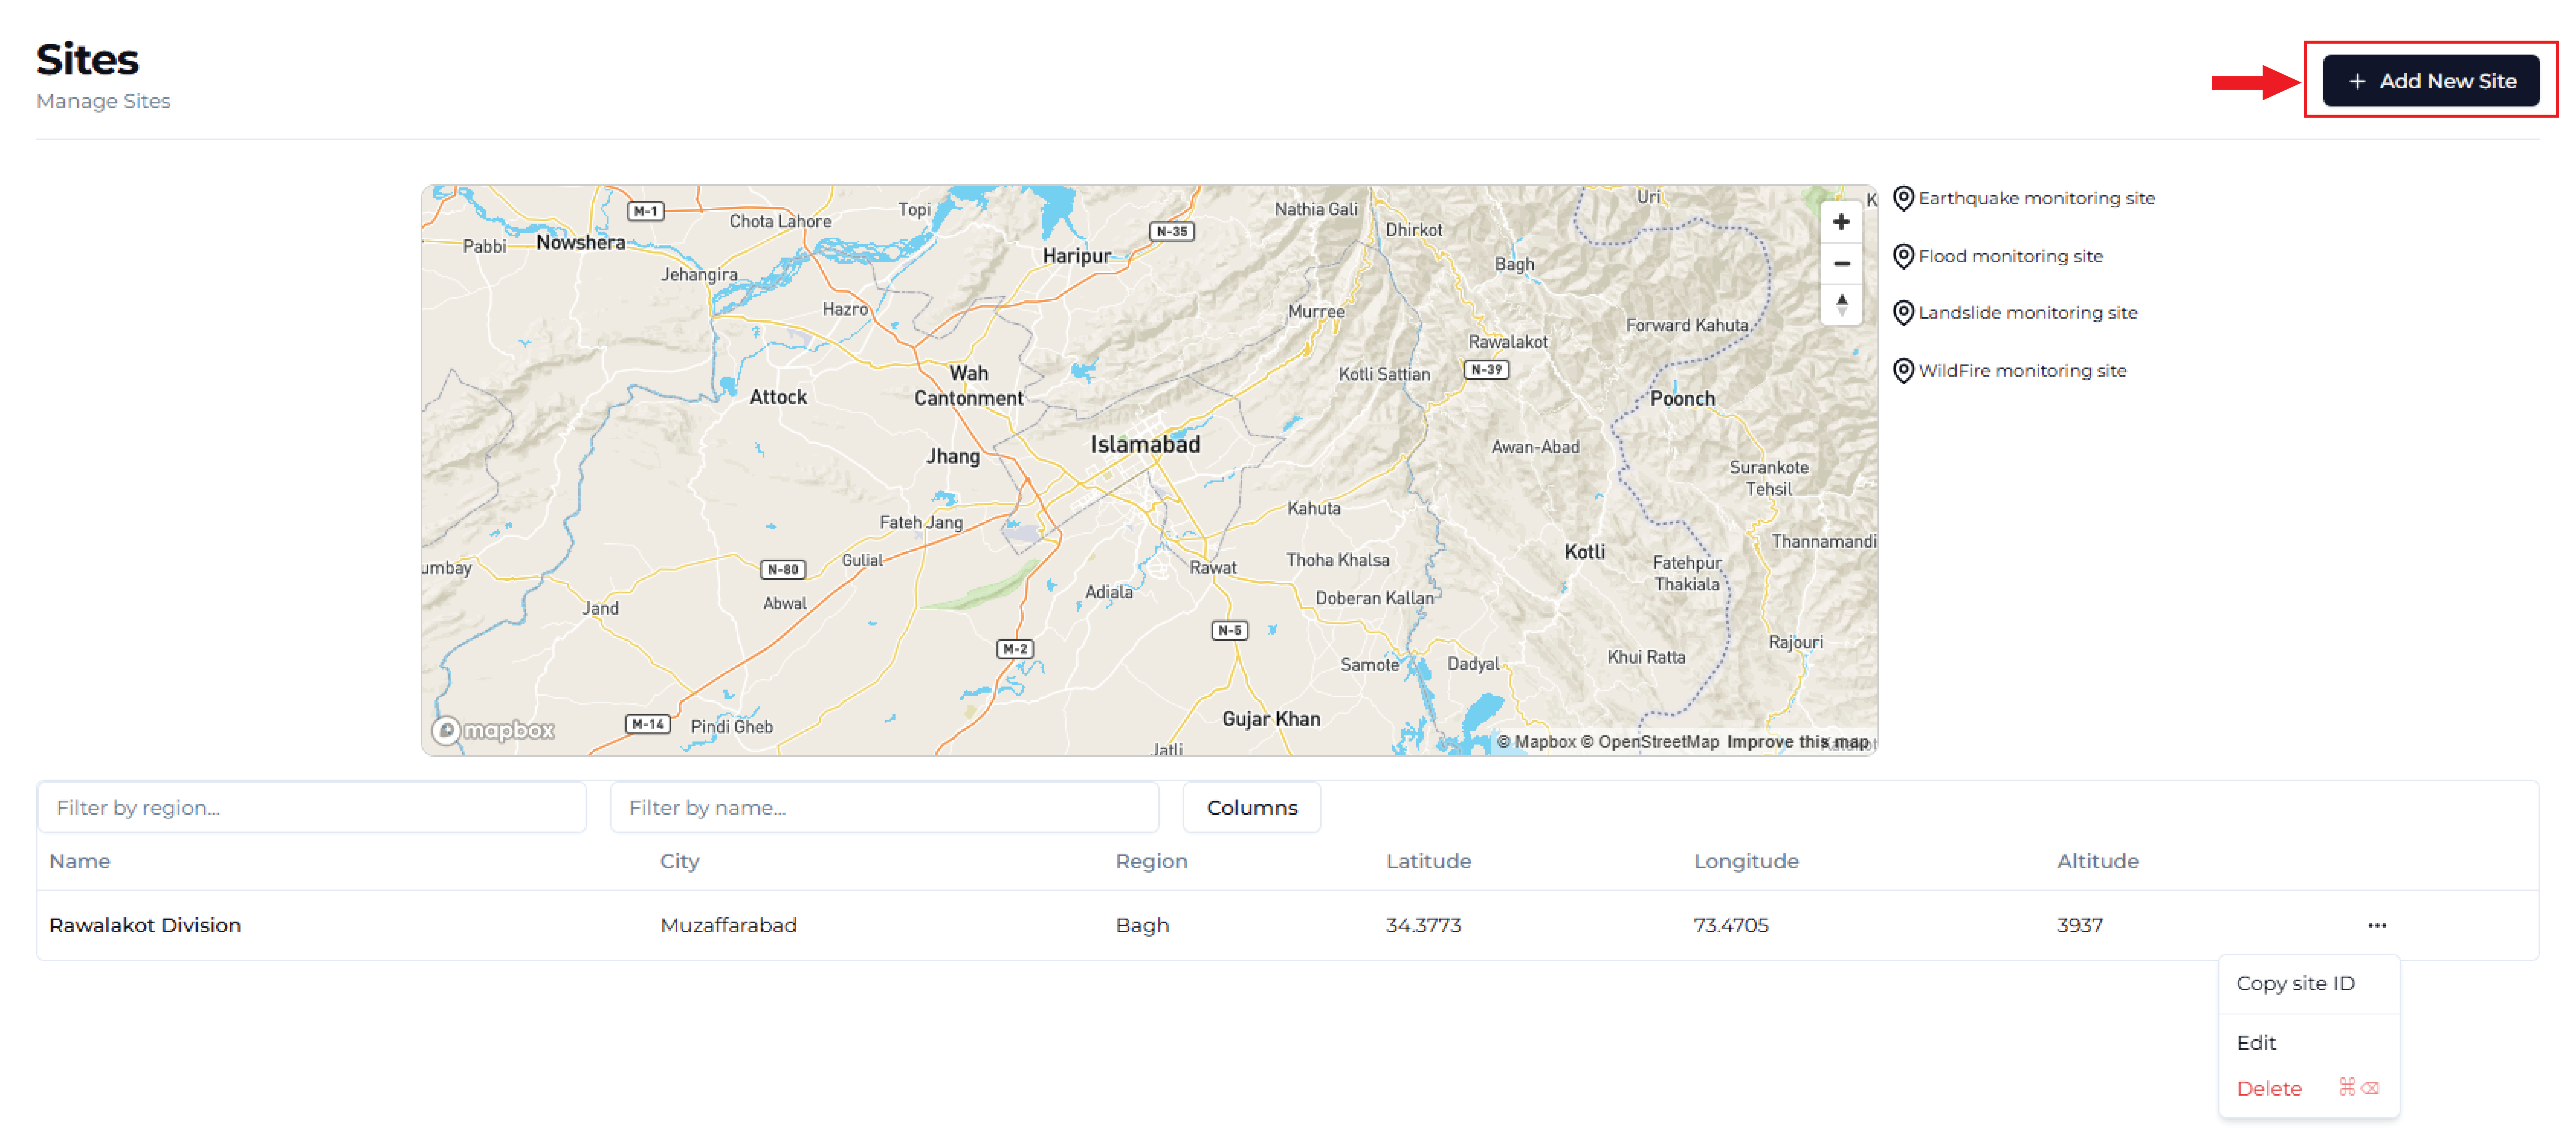 Sites
Manage Sites
+ Add New Site
Earthquake monitoring site
Flood monitoring site
Landslide monitoring site
WildFire monitoring site
M-1
Chota Lahore
Topi
Nathia Gali
Uri
K
Pabbi
Nowshera
N-35
Dhirkot
Haripur
Bagh
Jehangira
Hazro
Murree
Forward Kahuta
Rawalakot
Wah
Cantonment
Kotli Sattian
N-39
Attock
Poonch
Islamabad
Awan-Abad
Jhang
Surankote
Tehsil
Kahuta
Fateh Jang
Thannamandi
Kotli
Gulial
Thoha Khalsa
Fatehpur
Thakiala
umbay
N-80
Rawat
Adiala
Doberan Kallan
Jand
Abwal
N-5
M-2
Rajouri
Samote
Dadyal
Khui Ratta
M-14
Pindi Gheb
Gujar Khan
mapbox
Jatli
© Mapbox © OpenStreetMap Improve this map
Filter by region...
Filter by name...
Columns
Name City Region Latitude Longitude Altitude
Rawalakot Division Muzaffarabad Bagh 34.3773 73.4705 3937 ...
Copy site ID
Edit
Delete ⌘⌫